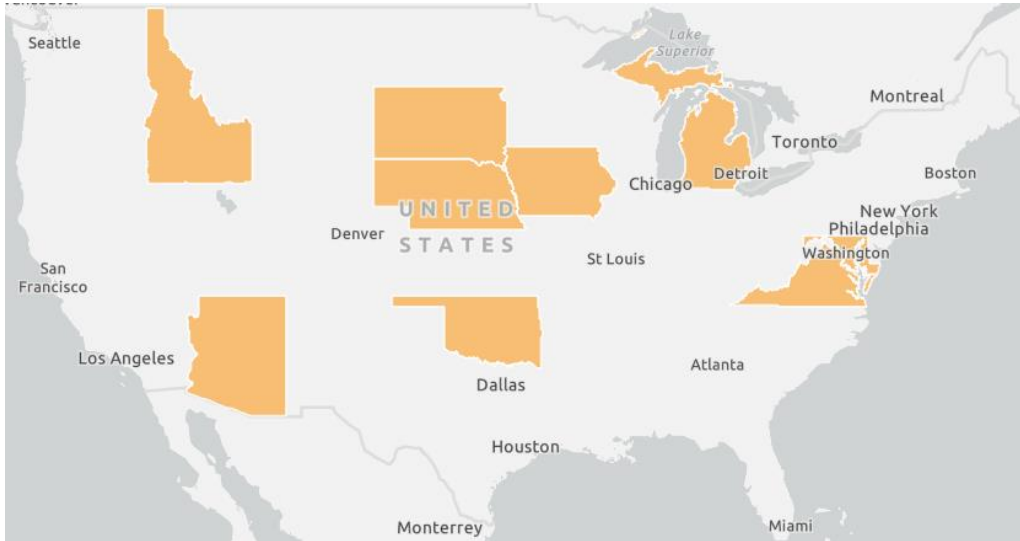 Seattle
Lake
Superior
Montreal
Toronto
Boston
Detroit
Chicago
New York
Philadelphia
UNITED
STATES
Denver
Washington
St Louis
San
Francisco
Los Angeles
Atlanta
Dallas
Houston
Monterrey
Miami